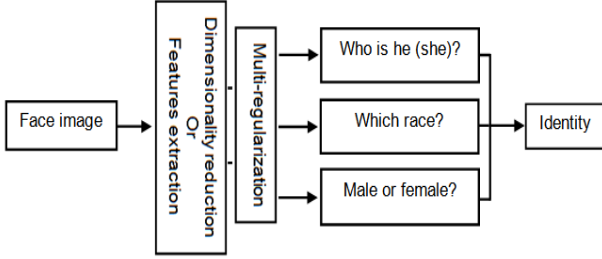 Face image
Dimensionality reduction
Or
Features extraction
Multi-regularization
Who is he (she)?
Which race?
Male or female?
Identity